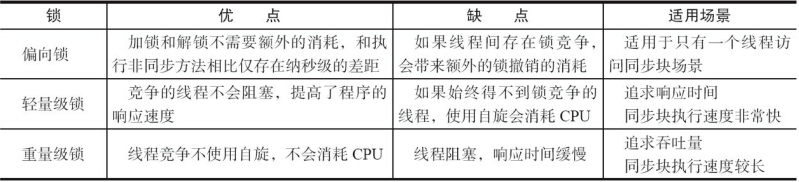 锁 优 点 缺 点 适用场景
偏向锁 加锁和解锁不需要额外的消耗，和执行非同步方法相比仅存在纳秒级的差距 如果线程间存在锁竞争，会带来额外的锁撤销的消耗 适用于只有一个线程访问同步块场景
轻量级锁 竞争的线程不会阻塞，提高了程序的响应速度 如果始终得不到锁竞争的线程，使用自旋会消耗 CPU 追求响应时间 同步块执行速度非常快
重量级锁 线程竞争不使用自旋，不会消耗 CPU 线程阻塞，响应时间缓慢 追求吞吐量 同步块执行速度较长